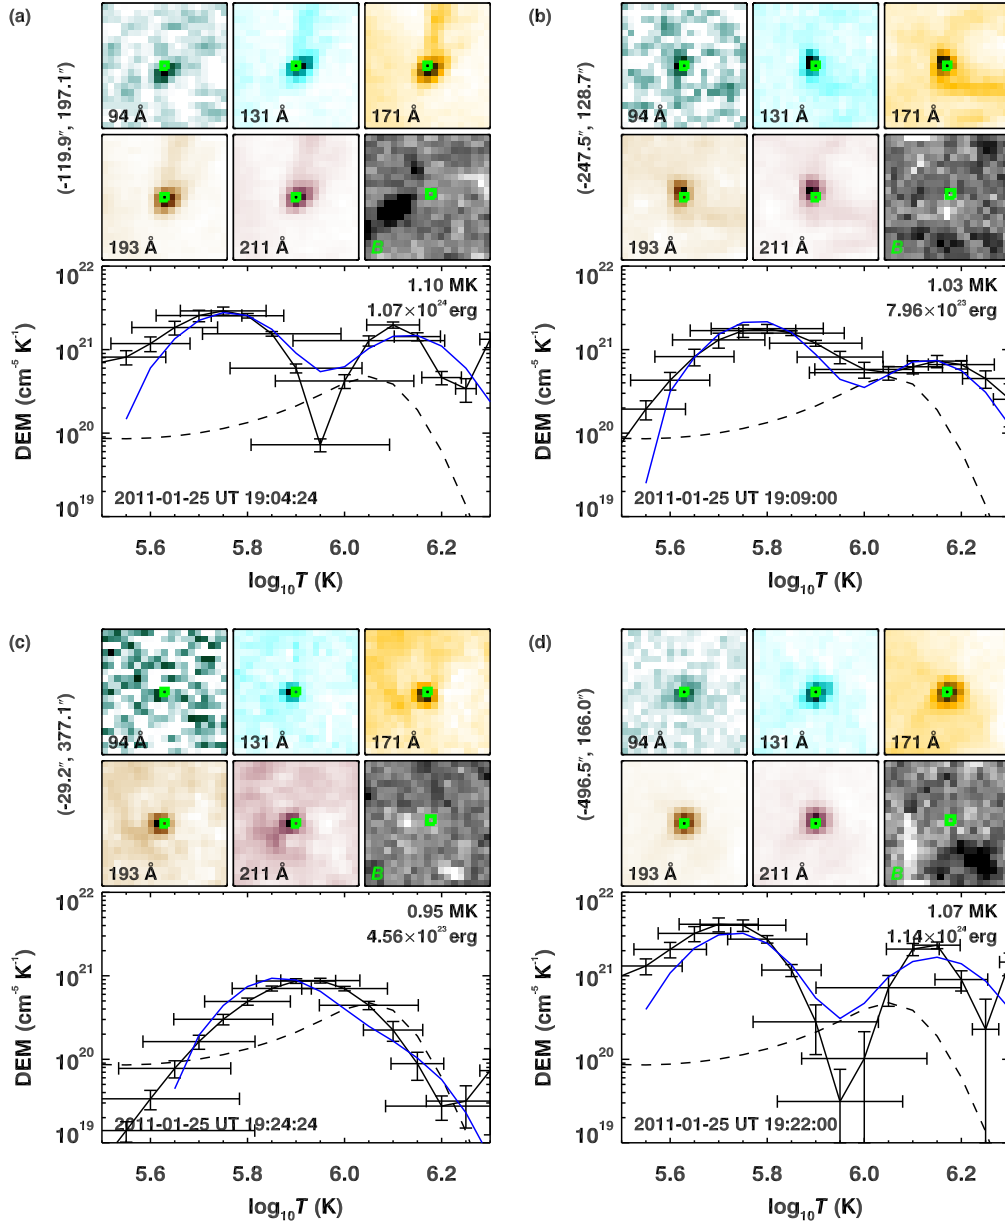 (a)
(-119.9″, 197.1″)
94 Å
131 Å
171 Å
193 Å
211 Å
B
10²²
10²¹
10²⁰
10¹⁹
DEM (cm⁻⁵ K⁻¹)
1.10 MK
1.07×10²⁴ erg
2011-01-25 UT 19:04:24
5.6 5.8 6.0 6.2
log₁₀T (K)
(b)
(-247.5″, 128.7″)
94 Å
131 Å
171 Å
193 Å
211 Å
B
10²²
10²¹
10²⁰
10¹⁹
DEM (cm⁻⁵ K⁻¹)
1.03 MK
7.96×10²³ erg
2011-01-25 UT 19:09:00
5.6 5.8 6.0 6.2
log₁₀T (K)
(c)
(-29.2″, 377.1″)
94 Å
131 Å
171 Å
193 Å
211 Å
B
10²²
10²¹
10²⁰
10¹⁹
DEM (cm⁻⁵ K⁻¹)
0.95 MK
4.56×10²³ erg
2011-01-25 UT 19:24:24
5.6 5.8 6.0 6.2
log₁₀T (K)
(d)
(-496.5″, 166.0″)
94 Å
131 Å
171 Å
193 Å
211 Å
B
10²²
10²¹
10²⁰
10¹⁹
DEM (cm⁻⁵ K⁻¹)
1.07 MK
1.14×10²⁴ erg
2011-01-25 UT 19:22:00
5.6 5.8 6.0 6.2
log₁₀T (K)